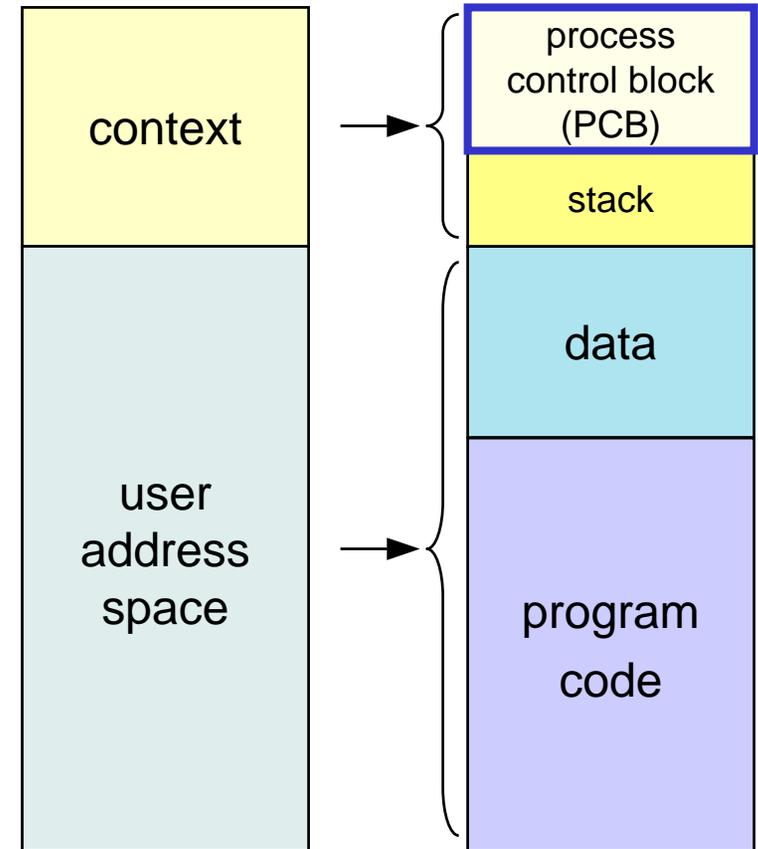 context
user
address
space
process
control block
(PCB)
stack
data
program
code